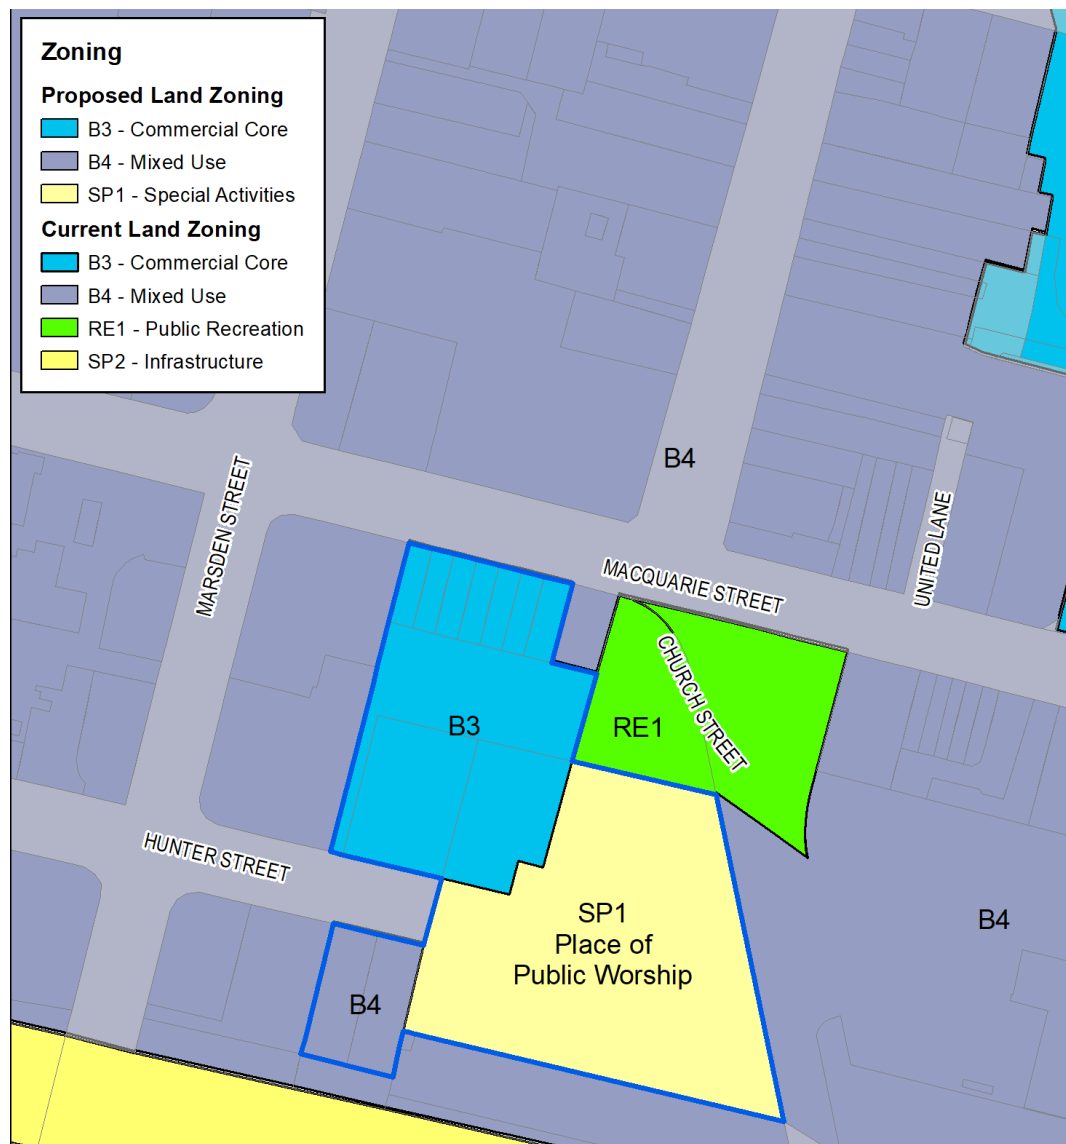 Zoning
Proposed Land Zoning
B3 - Commercial Core
B4 - Mixed Use
SP1 - Special Activities
Current Land Zoning
B3 - Commercial Core
B4 - Mixed Use
RE1 - Public Recreation
SP2 - Infrastructure
B4
MARSDEN STREET
UNITED LANE
MACQUARIE STREET
CHURCH STREET
B3
RE1
HUNTER STREET
SP1
Place of
Public Worship
B4
B4